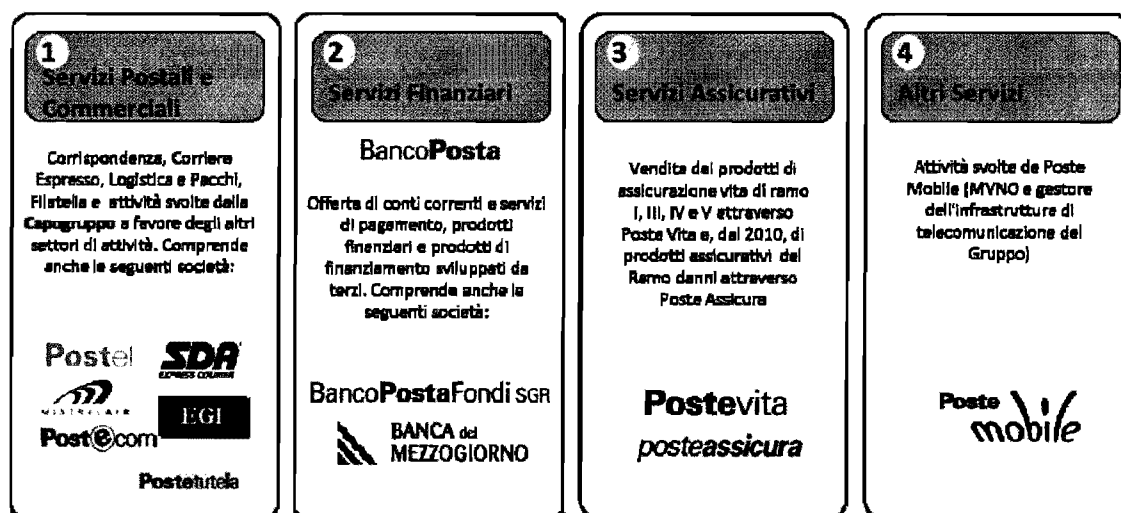 1
Servizi Postali e
Commerciali
Corrispondenza, Corriere
Espresso, Logistica e Pacchi,
Filatelia e attività svolte dalla
Capogruppo a favore degli altri
settori di attività. Comprende
anche le seguenti società:
Postel
SDA
EXPRESS COURIER
MISTRAL AIR
EGI
Postecom
Postetutela
2
Servizi Finanziari
BancoPosta
Offerta di conti correnti e servizi
di pagamento, prodotti
finanziari e prodotti di
finanziamento sviluppati da
terzi. Comprende anche le
seguenti società:
BancoPostaFondi SGR
BANCA del
MEZZOGIORNO
3
Servizi Assicurativi
Vendita dei prodotti di
assicurazione vita di ramo
I, III, IV e V attraverso
Poste Vita e, dal 2010, di
prodotti assicurativi del
Ramo danni attraverso
Poste Assicura
Postevita
posteassicura
4
Altri Servizi
Attività svolte da Poste
Mobile (MVNO e gestore
dell'infrastrutture di
telecomunicazione del
Gruppo)
Poste
mobile